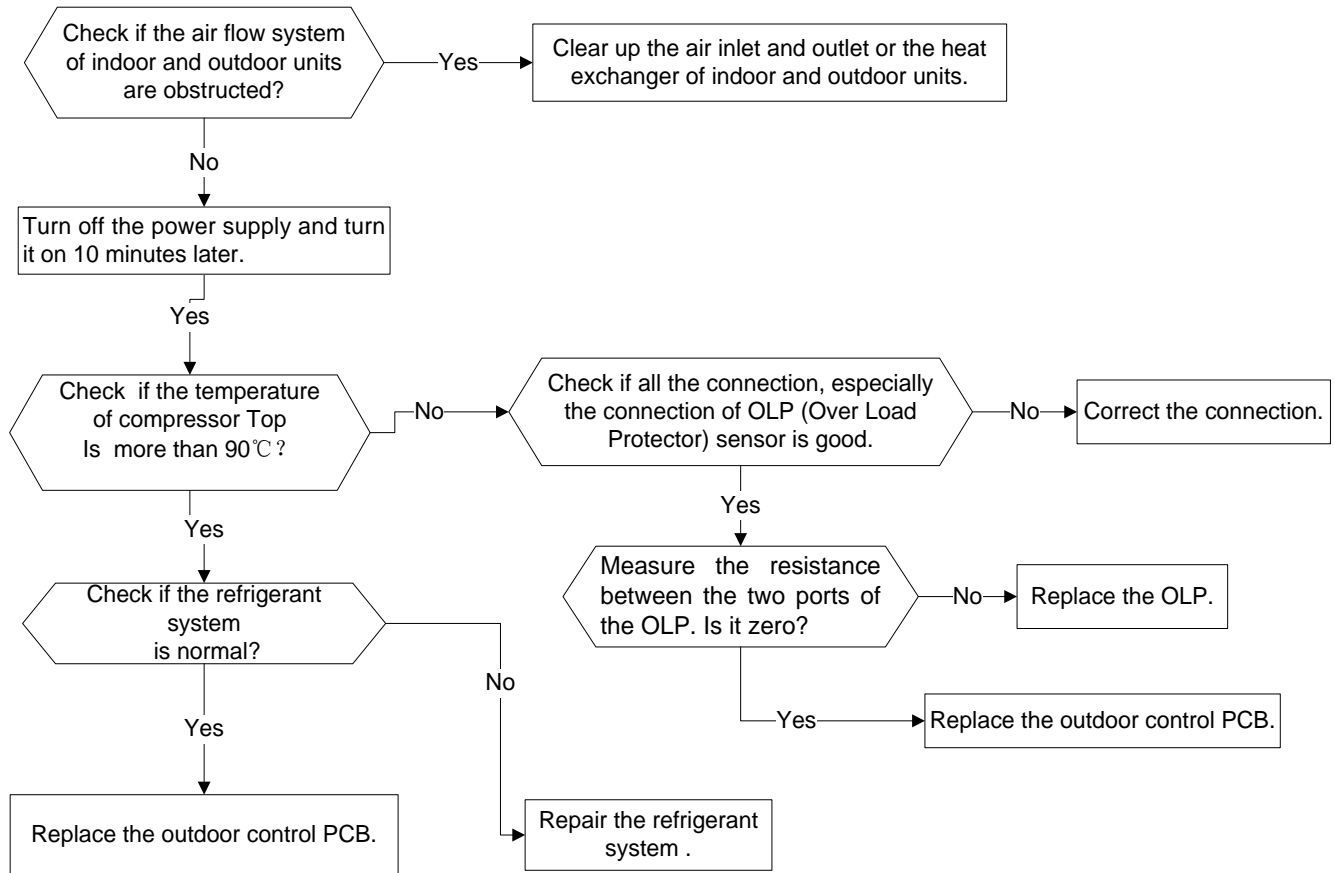 Check if the air flow system
of indoor and outdoor units
are obstructed?
Yes
Clear up the air inlet and outlet or the heat
exchanger of indoor and outdoor units.
No
Turn off the power supply and turn
it on 10 minutes later.
Yes
Check if the temperature
of compressor Top
Is more than 90℃?
No
Check if all the connection, especially
the connection of OLP (Over Load
Protector) sensor is good.
No
Correct the connection.
Yes
Yes
Measure the resistance
between the two ports of
the OLP. Is it zero?
No
Replace the OLP.
Check if the refrigerant
system
is normal?
No
Yes
Yes
Replace the outdoor control PCB.
Replace the outdoor control PCB.
Repair the refrigerant
system .